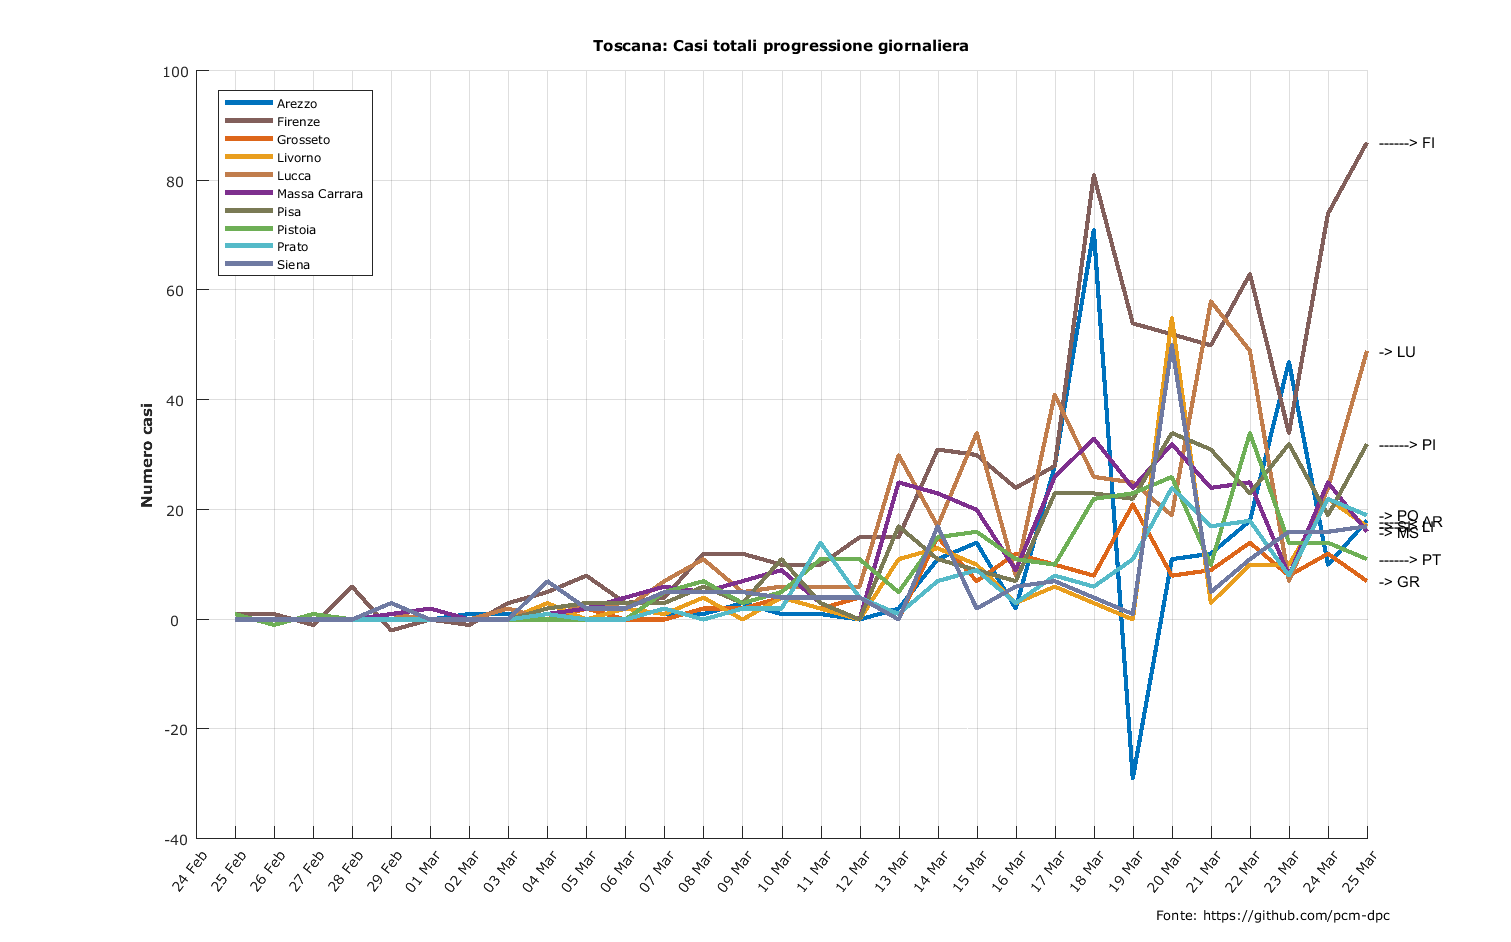 Toscana: Casi totali progressione giornaliera
Numero casi
100
80
60
40
20
0
-20
-40
Arezzo
Firenze
Grosseto
Livorno
Lucca
Massa Carrara
Pisa
Pistoia
Prato
Siena
------> FI
-> LU
------> PI
-> PO
AR
LI
-> MS
------> PT
-> GR
24 Feb
25 Feb
26 Feb
27 Feb
28 Feb
29 Feb
01 Mar
02 Mar
03 Mar
04 Mar
05 Mar
06 Mar
07 Mar
08 Mar
09 Mar
10 Mar
11 Mar
12 Mar
13 Mar
14 Mar
15 Mar
16 Mar
17 Mar
18 Mar
19 Mar
20 Mar
21 Mar
22 Mar
23 Mar
24 Mar
25 Mar
Fonte: https://github.com/pcm-dpc